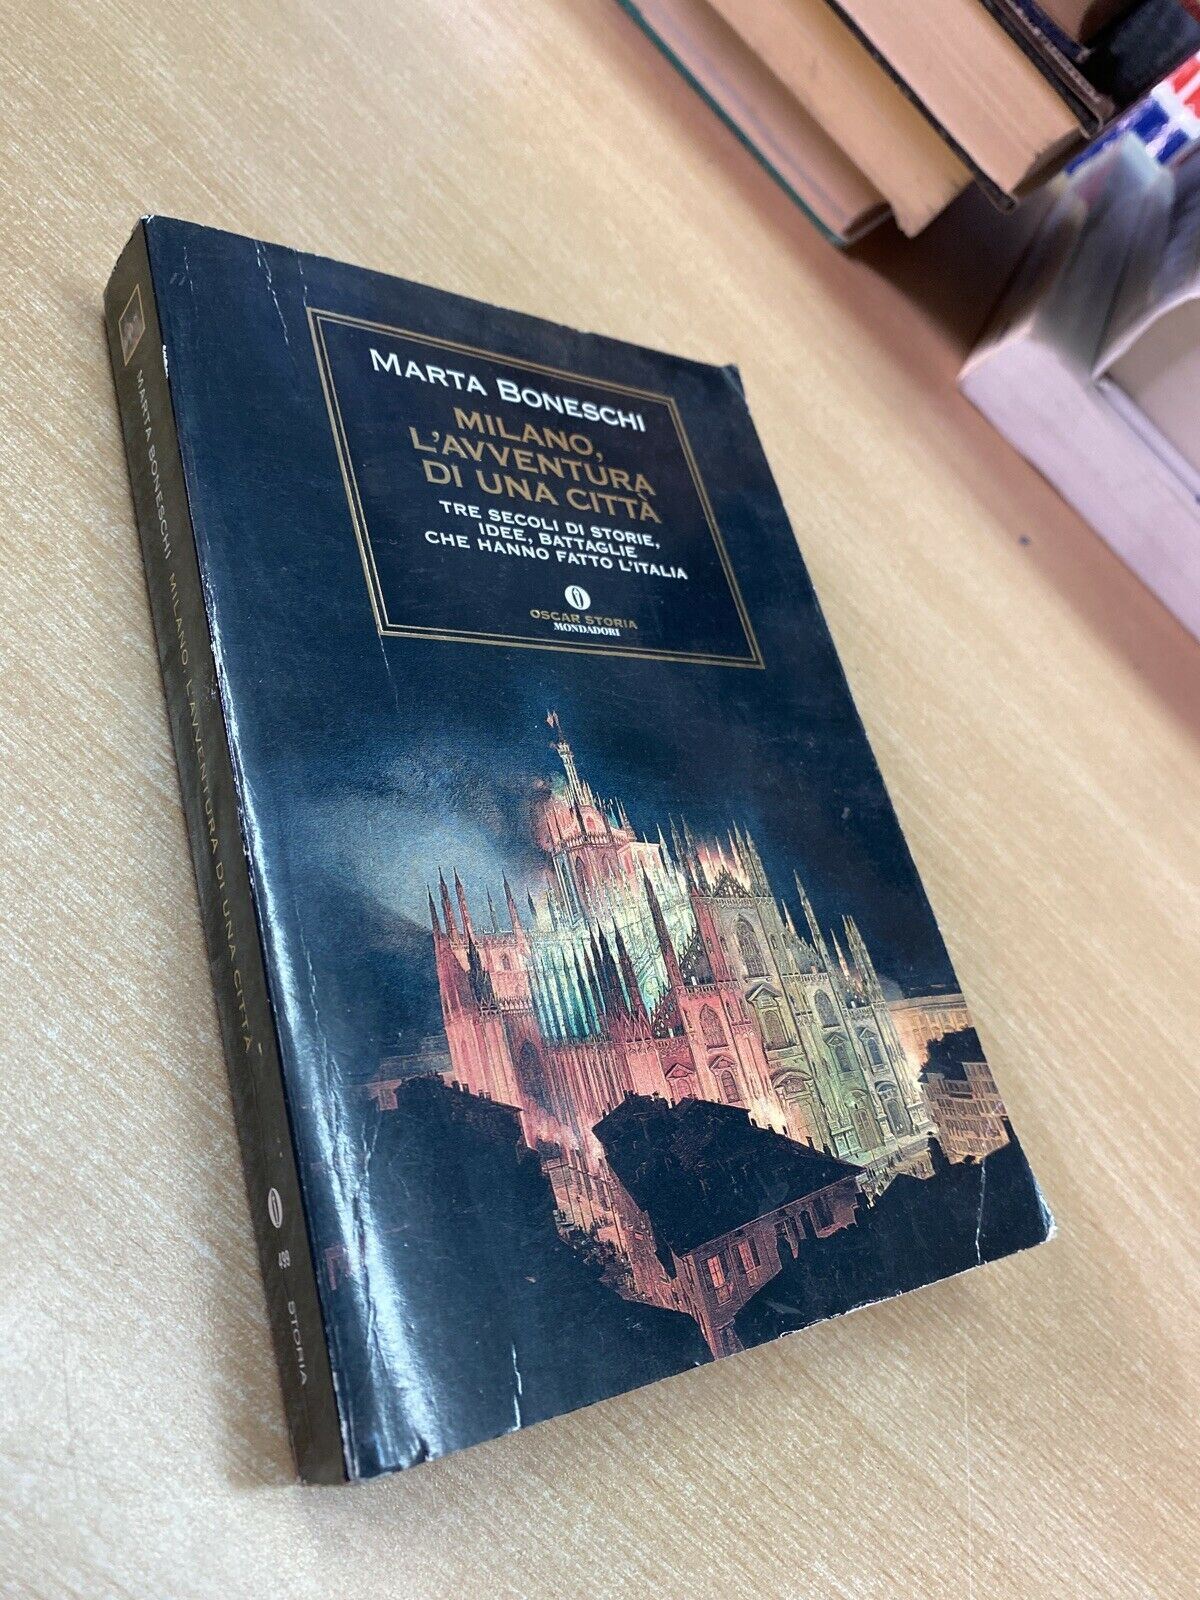 MARTA BONESCHI
MILANO,
L'AVVENTURA
DI UNA CITTÀ
TRE SECOLI DI STORIE,
IDEE, BATTAGLIE
CHE HANNO FATTO L'ITALIA
OSCAR STORIA
MONDADORI
MARTA BONESCHI MILANO, L'AVVENTURA DI UNA CITTÀ
499 STORIA